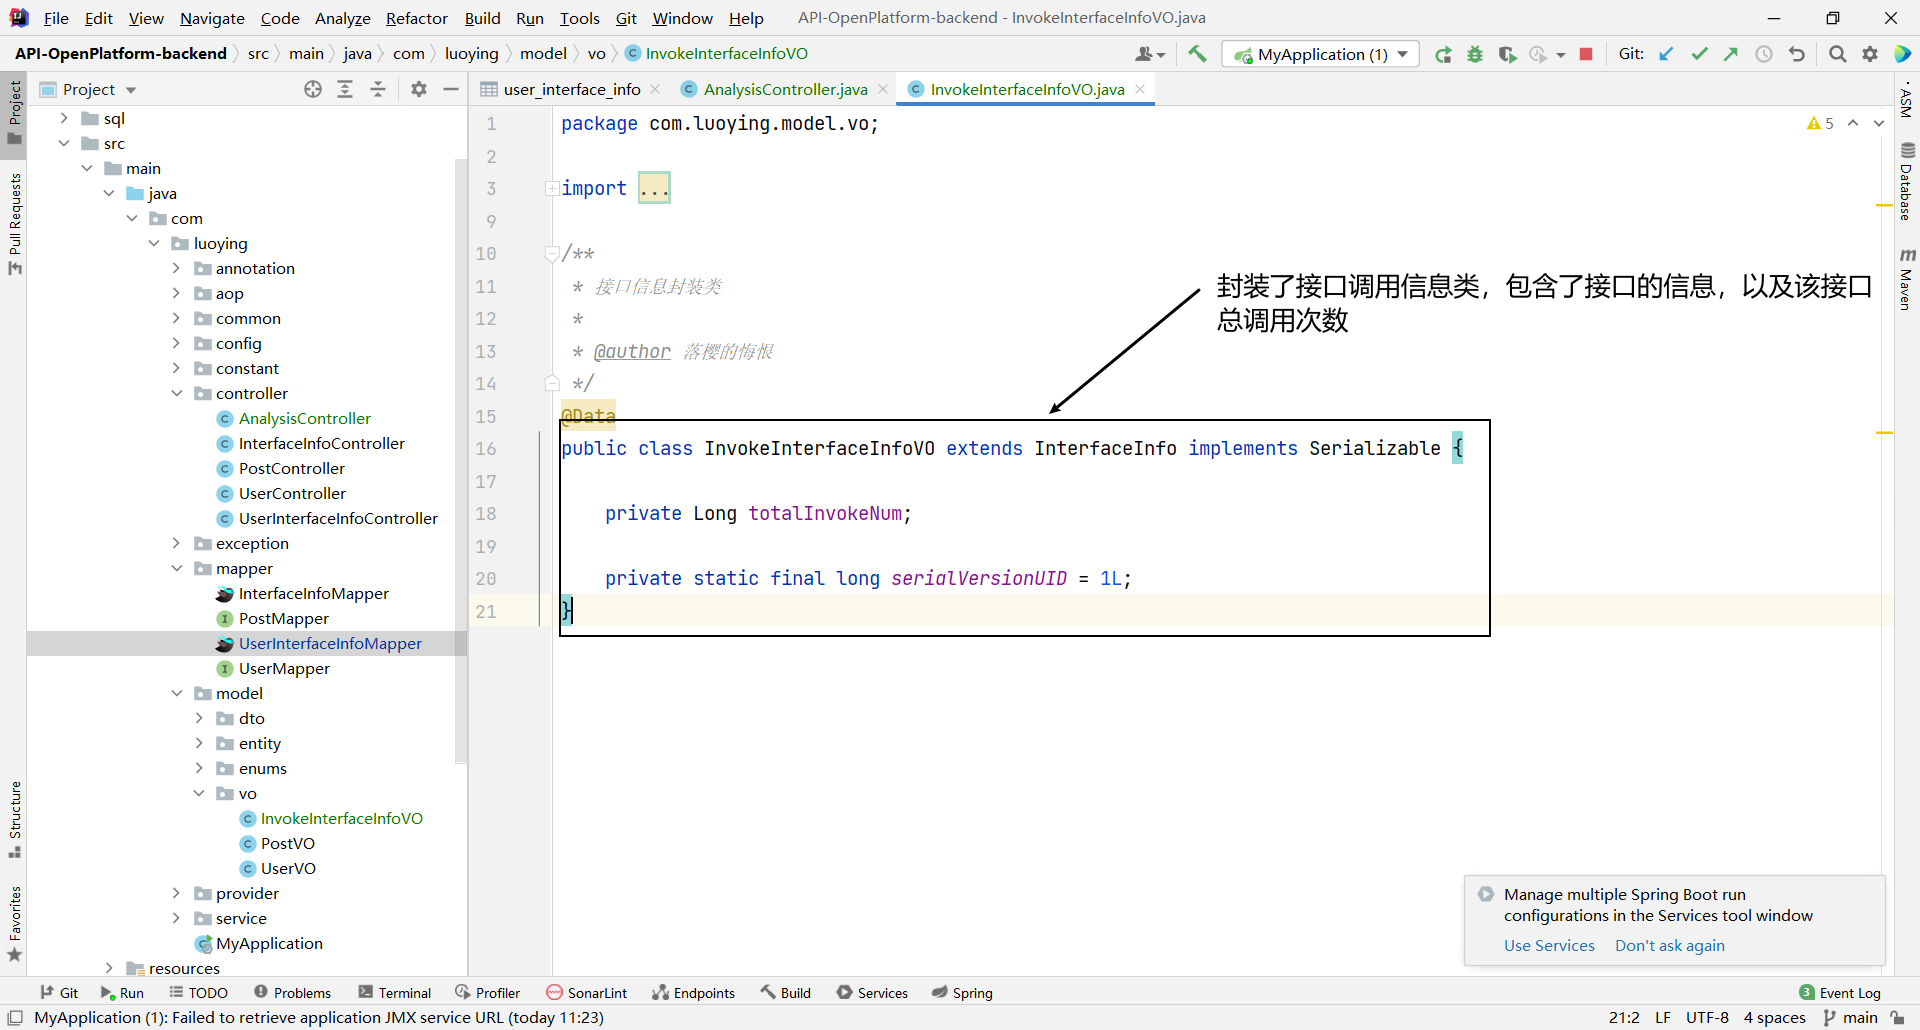 File Edit View Navigate Code Analyze Refactor Build Run Tools Git Window Help API-OpenPlatform-backend - InvokeInterfaceInfoVO.java
API-OpenPlatform-backend src main java com luoying model vo InvokeInterfaceInfoVO MyApplication (1) Git:
Project
user_interface_info AnalysisController.java InvokeInterfaceInfoVO.java
Project
Pull Requests
Structure
Favorites
sql
src
main
java
com
luoying
annotation
aop
common
config
constant
controller
AnalysisController
InterfaceInfoController
PostController
UserController
UserInterfaceInfoController
exception
mapper
InterfaceInfoMapper
PostMapper
UserInterfaceInfoMapper
UserMapper
model
dto
entity
enums
vo
InvokeInterfaceInfoVO
PostVO
UserVO
provider
service
MyApplication
resources
1 package com.luoying.model.vo;
2
3 import ...
9
10 /**
11 * 接口信息封装类
12 *
13 * @author 落樱的悔恨
14 */
15 @Data
16 public class InvokeInterfaceInfoVO extends InterfaceInfo implements Serializable {
17
18 private Long totalInvokeNum;
19
20 private static final long serialVersionUID = 1L;
21 }
5
封装了接口调用信息类，包含了接口的信息，以及该接口
总调用次数
ASM
Database
m Maven
Manage multiple Spring Boot run
configurations in the Services tool window
Use Services Don't ask again
Git Run TODO Problems Terminal Profiler SonarLint Endpoints Build Services Spring 3 Event Log
MyApplication (1): Failed to retrieve application JMX service URL (today 11:23) 21:2 LF UTF-8 4 spaces main